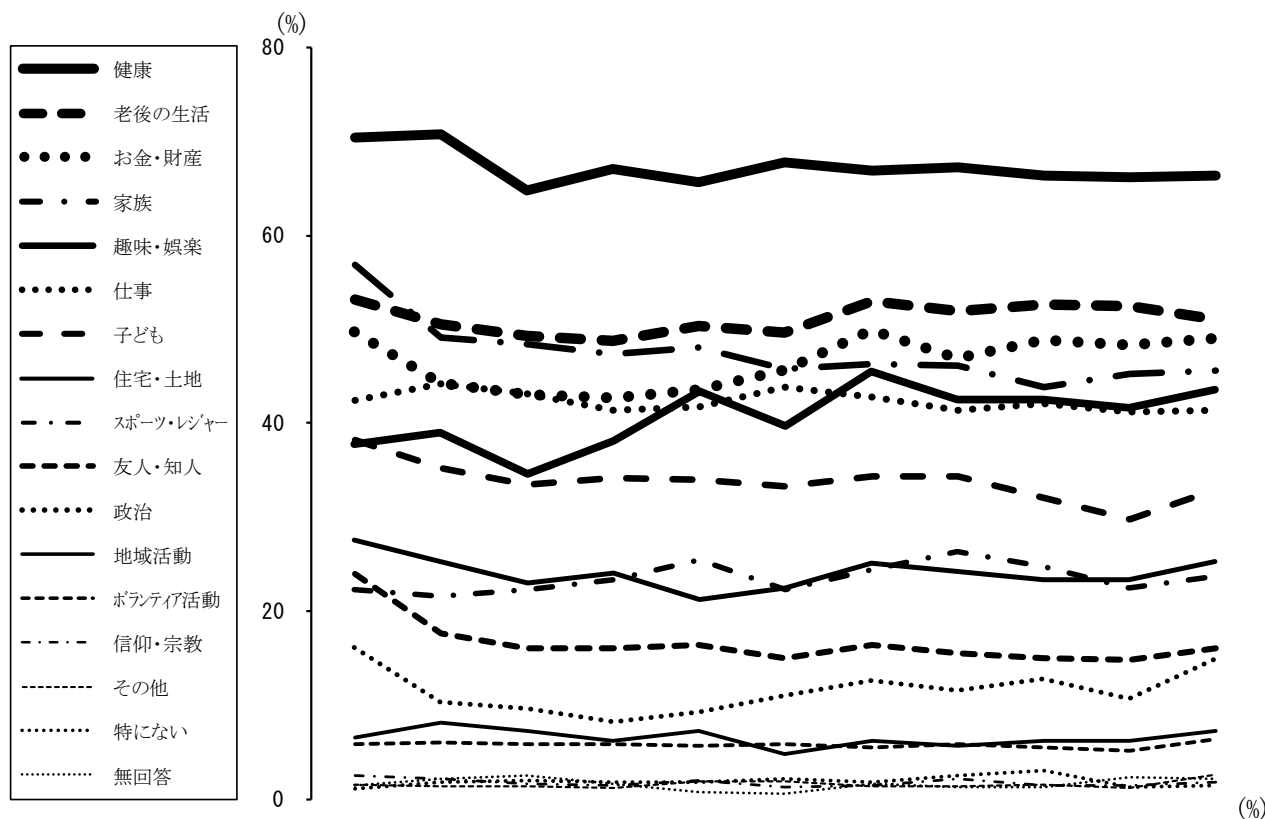 (%)
80
60
40
20
0
(%)
健康
老後の生活
お金・財産
家族
趣味・娯楽
仕事
子ども
住宅・土地
スポーツ・レジャー
友人・知人
政治
地域活動
ボランティア活動
信仰・宗教
その他
特にない
無回答